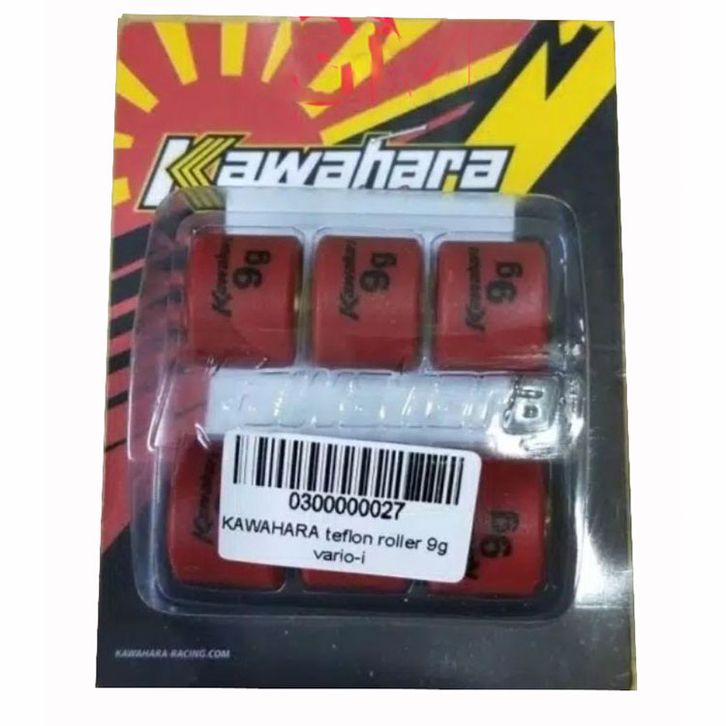 Kawahara
Kawahara
9g
Kawahara
9g
Kawahara
9g
0300000027
KAWAHARA teflon roller 9g
vario-i
9g
KAWAHARA-RACING.COM